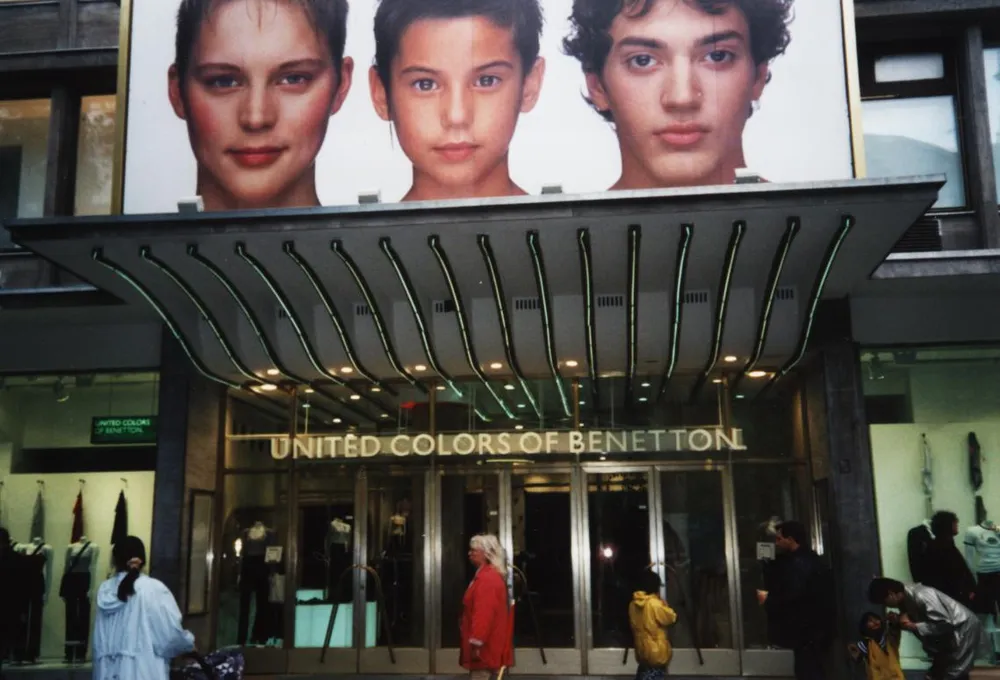 UNITED COLORS OF BENETTON.
UNITED COLORS
OF BENETTON.